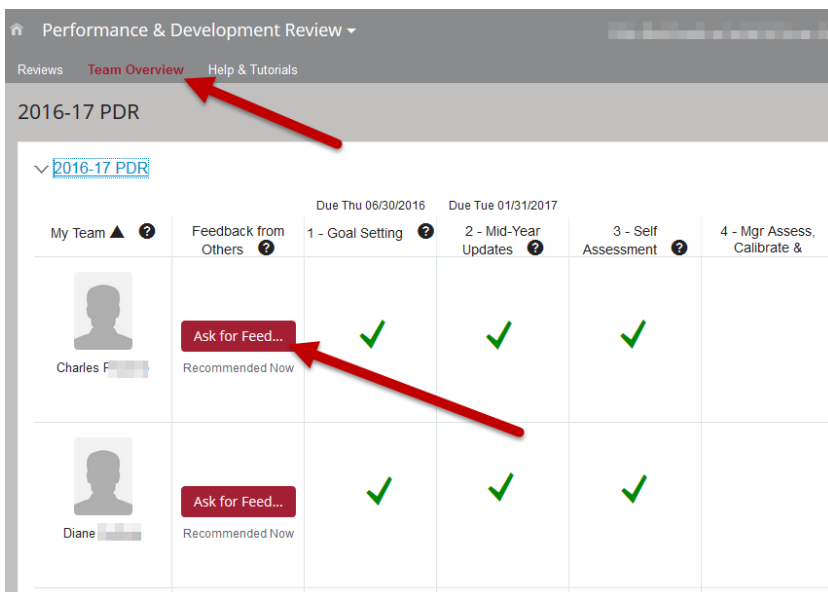 Performance & Development Review
Reviews Team Overview Help & Tutorials
2016-17 PDR
2016-17 PDR
Due Thu 06/30/2016 Due Tue 01/31/2017
My Team ▲ ? Feedback from Others ? 1 - Goal Setting ? 2 - Mid-Year Updates ? 3 - Self Assessment ? 4 - Mgr Assess, Calibrate &
Ask for Feed...
Charles Recommended Now
Ask for Feed...
Diane Recommended Now